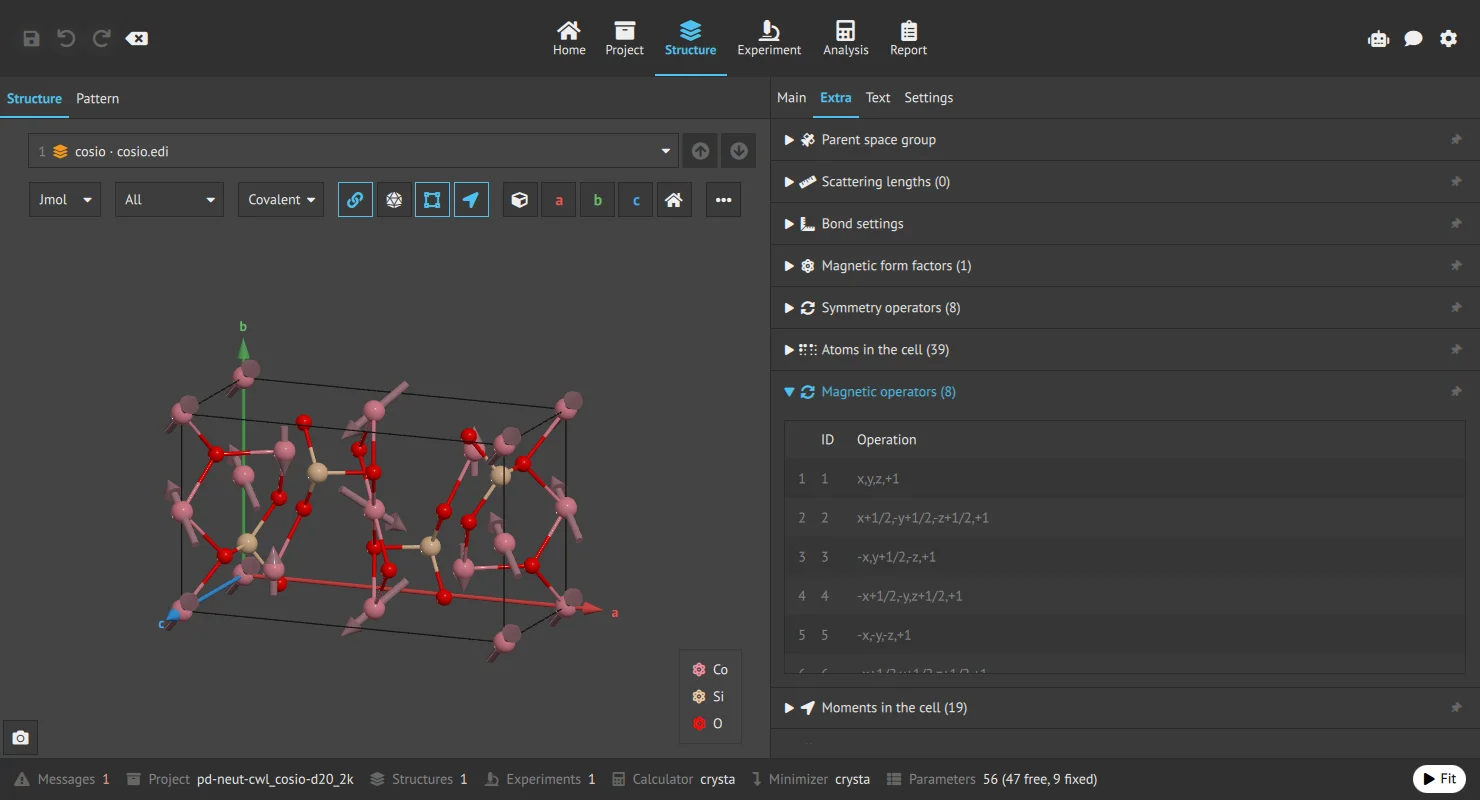 Home
Project
Structure
Experiment
Analysis
Report
Structure
Pattern
1 cosio · cosio.edi
Jmol
All
Covalent
a
b
c
b
a
c
Co
Si
O
Main
Extra
Text
Settings
Parent space group
Scattering lengths (0)
Bond settings
Magnetic form factors (1)
Symmetry operators (8)
Atoms in the cell (39)
Magnetic operators (8)
ID Operation
1 1 x,y,z,+1
2 2 x+1/2,-y+1/2,-z+1/2,+1
3 3 -x,y+1/2,-z,+1
4 4 -x+1/2,-y,z+1/2,+1
5 5 -x,-y,-z,+1
Moments in the cell (19)
Messages 1
Project pd-neut-cwl_cosio-d20_2k
Structures 1
Experiments 1
Calculator crysta
Minimizer crysta
Parameters 56 (47 free, 9 fixed)
Fit